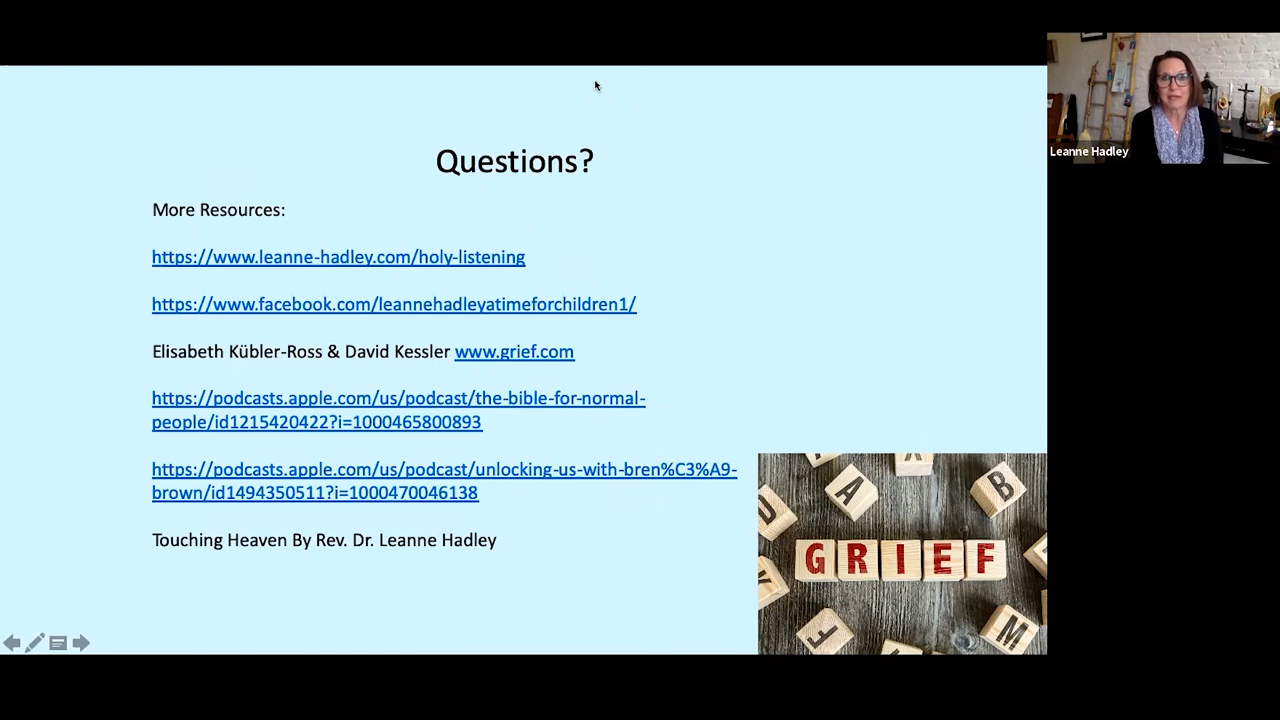 Questions?
More Resources:
https://www.leanne-hadley.com/holy-listening
https://www.facebook.com/leannehadleyatimeforchildren1/
Elisabeth Kübler-Ross & David Kessler www.grief.com
https://podcasts.apple.com/us/podcast/the-bible-for-normal-
people/id1215420422?i=1000465800893
https://podcasts.apple.com/us/podcast/unlocking-us-with-bren%C3%A9-
brown/id1494350511?i=1000470046138
Touching Heaven By Rev. Dr. Leanne Hadley
Leanne Hadley
A
B
GRIEF
F
M